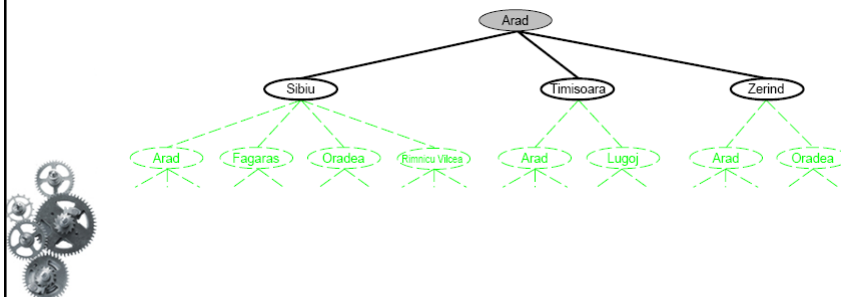 Arad
Sibiu Timisoara Zerind
Arad Fagaras Oradea Rimnicu Vilcea Arad Lugoj Arad Oradea